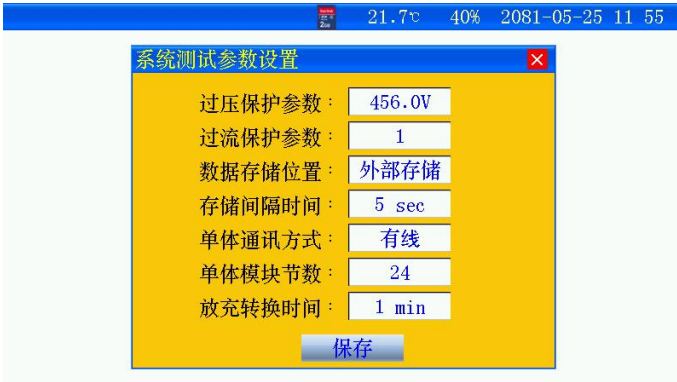 21.7℃ 40% 2081-05-25 11 55
系统测试参数设置
过压保护参数: 456.0V
过流保护参数: 1
数据存储位置: 外部存储
存储间隔时间: 5 sec
单体通讯方式: 有线
单体模块节数: 24
放充转换时间: 1 min
保存